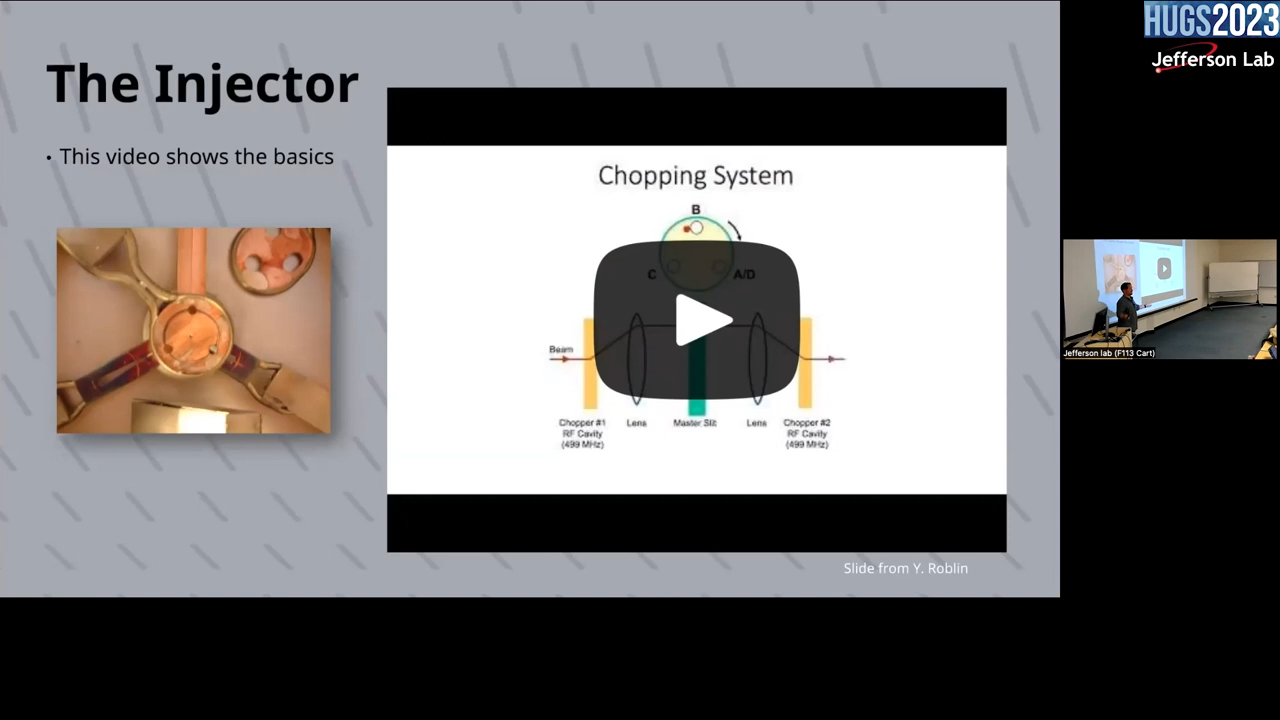 The Injector
• This video shows the basics
Chopping System
B
C
A/D
Beam
Chopper #1
RF Cavity
(499 MHz)
Lens
Master Slit
Lens
Chopper #2
RF Cavity
(499 MHz)
Slide from Y. Roblin
HUGS2023
Jefferson Lab
Jefferson lab (F113 Cart)